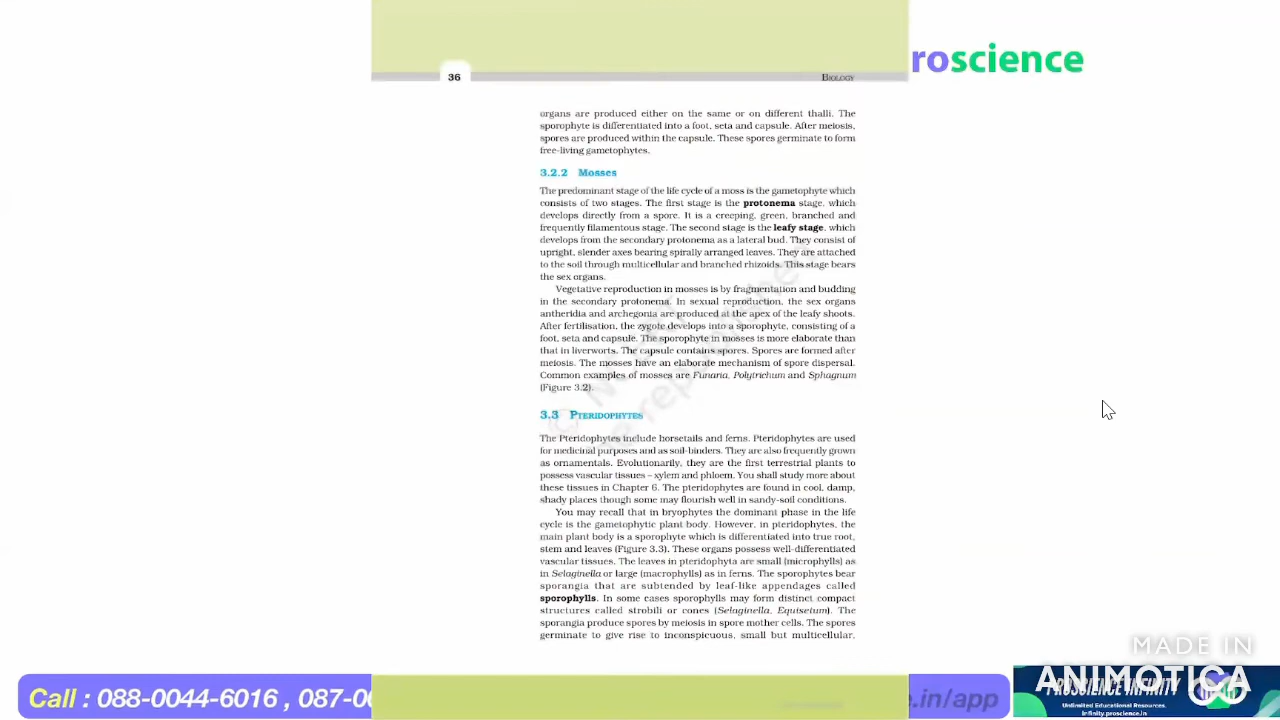 roscience
36
BIOLOGY
organs are produced either on the same or on different thalli. The
sporophyte is differentiated into a foot, seta and capsule. After meiosis,
spores are produced within the capsule. These spores germinate to form
free-living gametophytes.
3.2.2 Mosses
The predominant stage of the life cycle of a moss is the gametophyte which
consists of two stages. The first stage is the protonema stage, which
develops directly from a spore. It is a creeping, green, branched and
frequently filamentous stage. The second stage is the leafy stage, which
develops from the secondary protonema as a lateral bud. They consist of
upright, slender axes bearing spirally arranged leaves. They are attached
to the soil through multicellular and branched rhizoids. This stage bears
the sex organs.
Vegetative reproduction in mosses is by fragmentation and budding
in the secondary protonema. In sexual reproduction, the sex organs
antheridia and archegonia are produced at the apex of the leafy shoots.
After fertilisation, the zygote develops into a sporophyte, consisting of a
foot, seta and capsule. The sporophyte in mosses is more elaborate than
that in liverworts. The capsule contains spores. Spores are formed after
meiosis. The mosses have an elaborate mechanism of spore dispersal.
Common examples of mosses are Funaria, Polytrichum and Sphagnum
(Figure 3.2).
3.3 PTERIDOPHYTES
The Pteridophytes include horsetails and ferns. Pteridophytes are used
for medicinal purposes and as soil-binders. They are also frequently grown
as ornamentals. Evolutionarily, they are the first terrestrial plants to
possess vascular tissues – xylem and phloem. You shall study more about
these tissues in Chapter 6. The pteridophytes are found in cool, damp,
shady places though some may flourish well in sandy-soil conditions.
You may recall that in bryophytes the dominant phase in the life
cycle is the gametophytic plant body. However, in pteridophytes, the
main plant body is a sporophyte which is differentiated into true root,
stem and leaves (Figure 3.3). These organs possess well-differentiated
vascular tissues. The leaves in pteridophyta are small (microphylls) as
in Selaginella or large (macrophylls) as in ferns. The sporophytes bear
sporangia that are subtended by leaf-like appendages called
sporophylls. In some cases sporophylls may form distinct compact
structures called strobili or cones (Selaginella, Equisetum). The
sporangia produce spores by meiosis in spore mother cells. The spores
germinate to give rise to inconspicuous, small but multicellular,
MADE IN
ANIMOTICA
Call : 088-0044-6016 , 087-00
e.in/app
PROSCIENCE INFINITY
Unlimited Educational Resources.
infinity.proscience.in